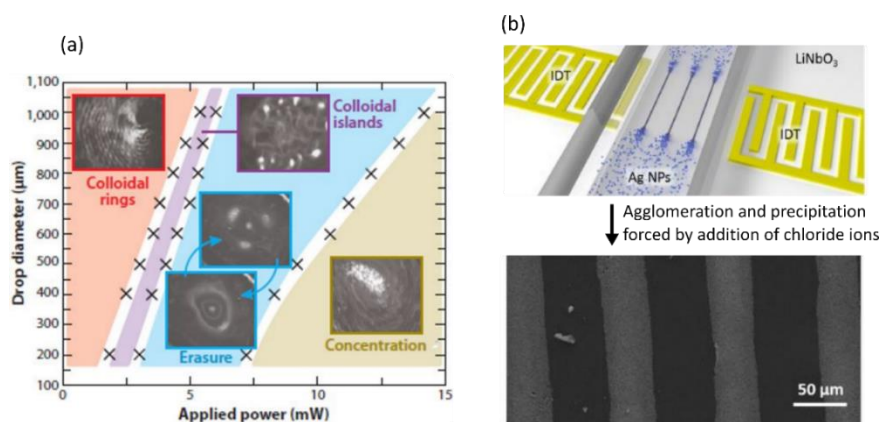 (a)
1,100
1,000
900
800
700
600
500
400
300
200
100
Drop diameter (µm)
Colloidal
rings
Colloidal
islands
Erasure
Concentration
0
5
10
15
Applied power (mW)
(b)
IDT
LiNbO3
IDT
Ag NPs
Agglomeration and precipitation
forced by addition of chloride ions
50 µm